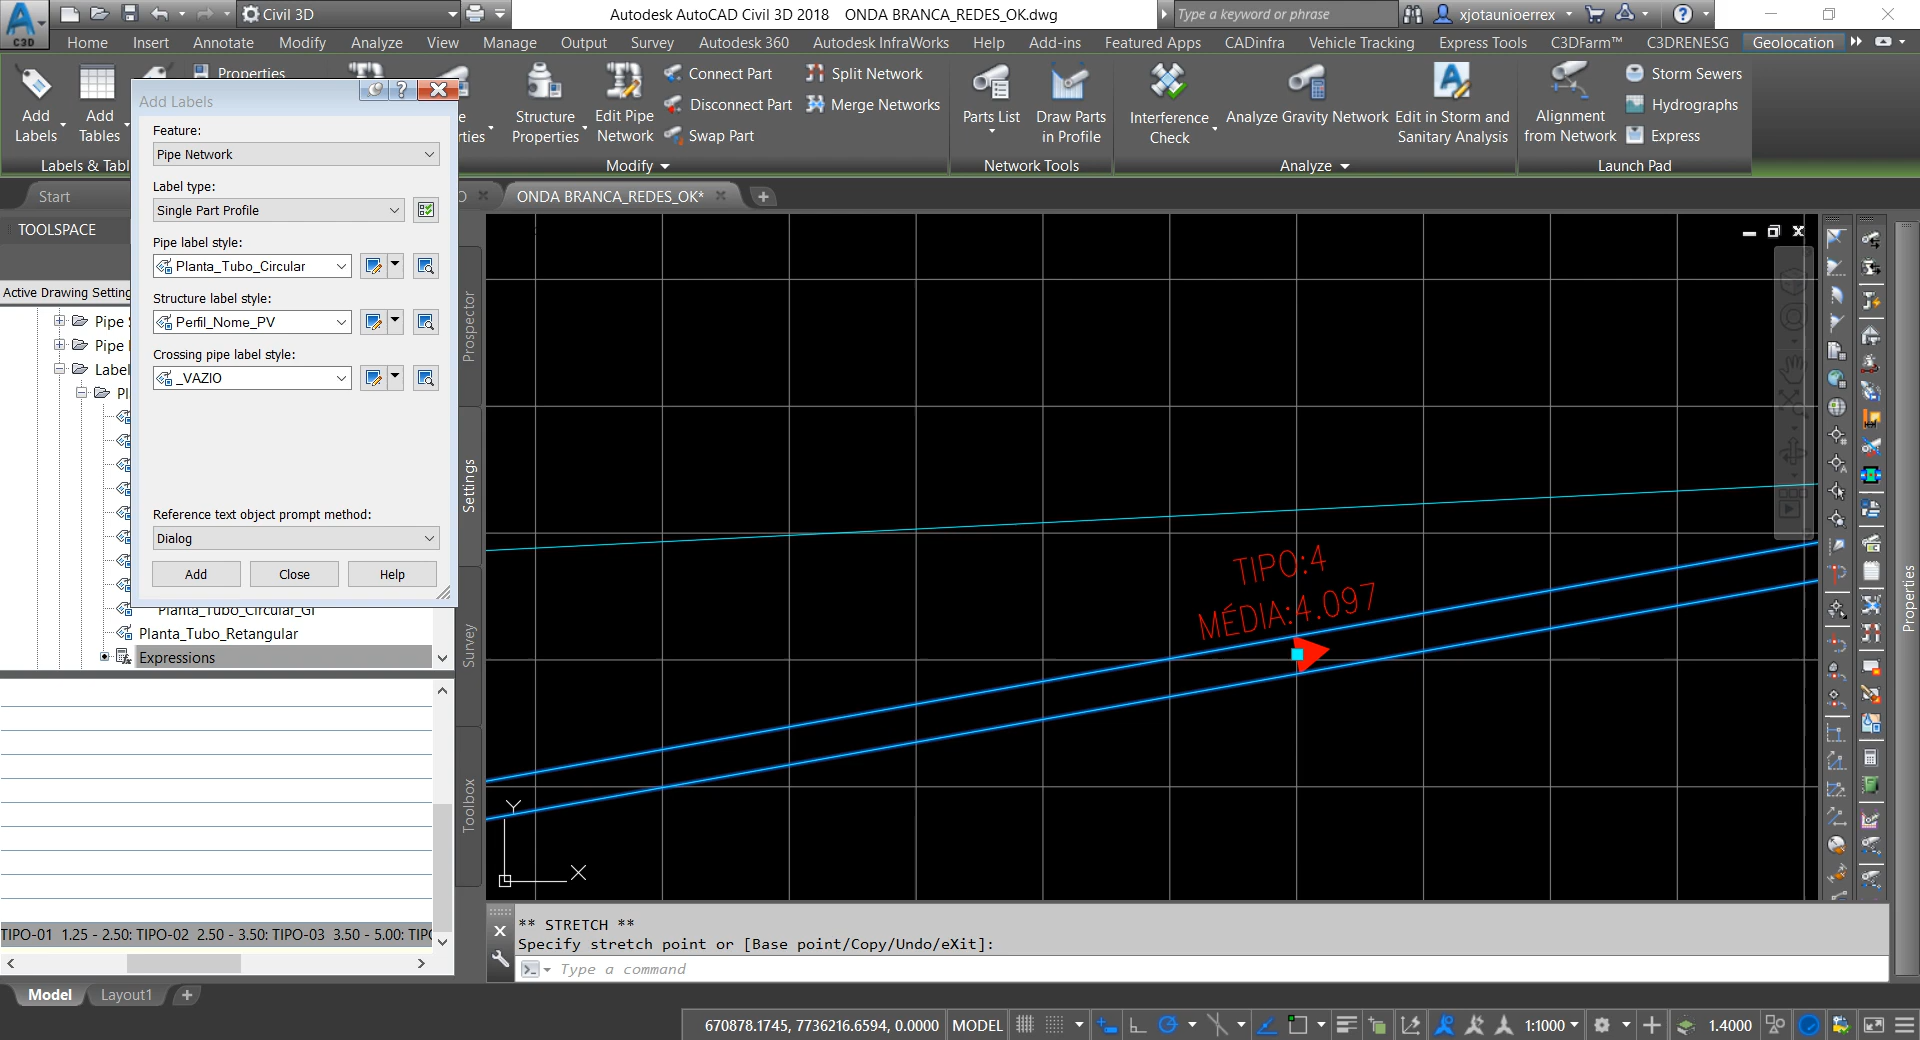 Civil 3D
Autodesk AutoCAD Civil 3D 2018 ONDA BRANCA_REDES_OK.dwg
Type a keyword or phrase
xjotaunioerrex
C3D
Home Insert Annotate Modify Analyze View Manage Output Survey Autodesk 360 Autodesk InfraWorks Help Add-ins Featured Apps CADinfra Vehicle Tracking Express Tools C3DFarm™ C3DRENESG Geolocation
Add Labels
Add Tables
Properties
Labels & Tabl
Structure Properties
Edit Pipe Network
Connect Part
Disconnect Part
Swap Part
Split Network
Merge Networks
Modify
Parts List
Draw Parts in Profile
Network Tools
Interference Check
Analyze Gravity Network
Edit in Storm and Sanitary Analysis
Analyze
Alignment from Network
Storm Sewers
Hydrographs
Express
Launch Pad
Start
ONDA BRANCA_REDES_OK*
TOOLSPACE
Active Drawing Setting
Pipe
Pipe
Label
Pl
Planta_Tubo_Circular_GI
Planta_Tubo_Retangular
Expressions
TIPO-01 1.25 - 2.50: TIPO-02 2.50 - 3.50: TIPO-03 3.50 - 5.00: TIPO
Prospector
Settings
Survey
Toolbox
Add Labels
Feature:
Pipe Network
Label type:
Single Part Profile
Pipe label style:
Planta_Tubo_Circular
Structure label style:
Perfil_Nome_PV
Crossing pipe label style:
_VAZIO
Reference text object prompt method:
Dialog
Add Close Help
TIPO:4
MÉDIA:4.097
Y
X
Properties
** STRETCH **
Specify stretch point or [Base point/Copy/Undo/eXit]:
Type a command
Model Layout1
670878.1745, 7736216.6594, 0.0000 MODEL 1:1000 1.4000